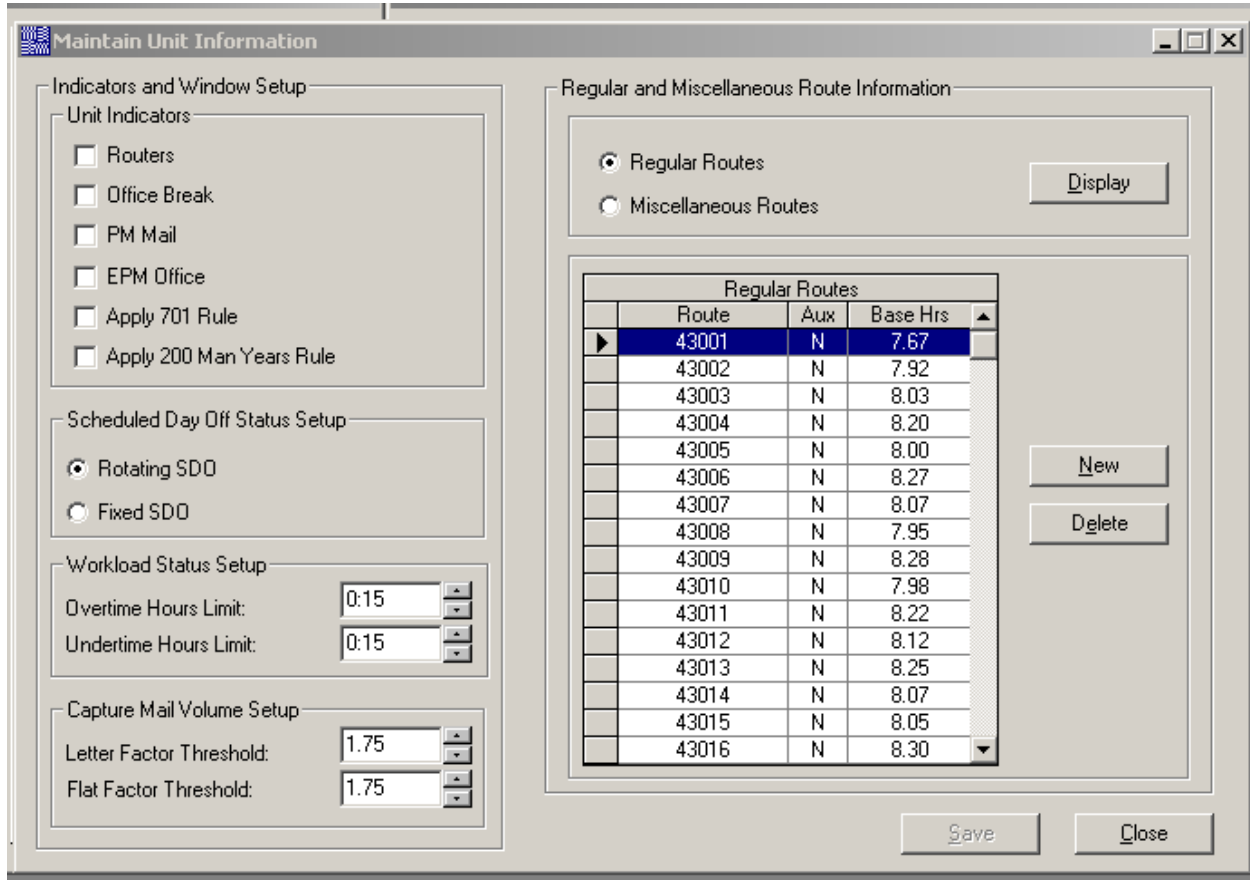 Maintain Unit Information
Indicators and Window Setup
Unit Indicators
Routers
Office Break
PM Mail
EPM Office
Apply 701 Rule
Apply 200 Man Years Rule
Scheduled Day Off Status Setup
Rotating SDO
Fixed SDO
Workload Status Setup
Overtime Hours Limit: 0:15
Undertime Hours Limit: 0:15
Capture Mail Volume Setup
Letter Factor Threshold: 1.75
Flat Factor Threshold: 1.75
Regular and Miscellaneous Route Information
Regular Routes
Miscellaneous Routes
Display
Regular Routes
Route Aux Base Hrs
43001 N 7.67
43002 N 7.92
43003 N 8.03
43004 N 8.20
43005 N 8.00
43006 N 8.27
43007 N 8.07
43008 N 7.95
43009 N 8.28
43010 N 7.98
43011 N 8.22
43012 N 8.12
43013 N 8.25
43014 N 8.07
43015 N 8.05
43016 N 8.30
New
Delete
Save Close